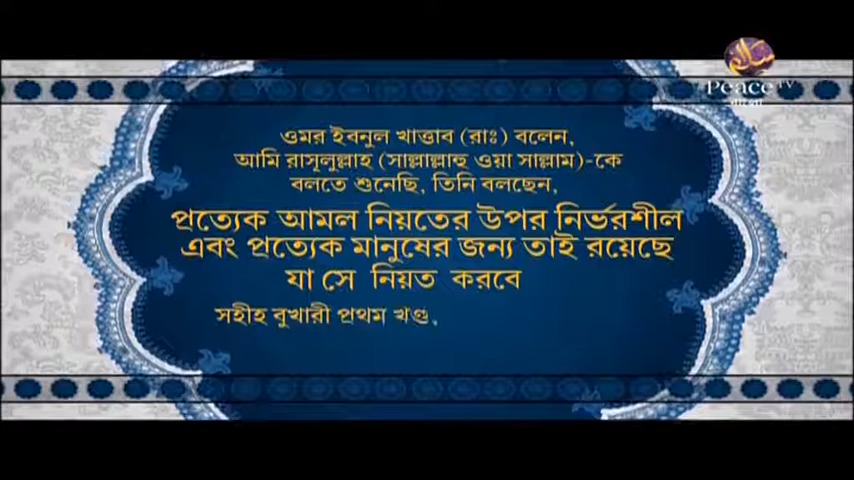 سلام
Peace TV
বাংলা
ওমর ইবনুল খাত্তাব (রাঃ) বলেন,
আমি রাসূলুল্লাহ (সাল্লাল্লাহু ওয়া সাল্লাম)-কে
বলতে শুনেছি, তিনি বলছেন,
প্রত্যেক আমল নিয়তের উপর নির্ভরশীল
এবং প্রত্যেক মানুষের জন্য তাই রয়েছে
যা সে নিয়ত করবে
সহীহ বুখারী প্রথম খণ্ড,